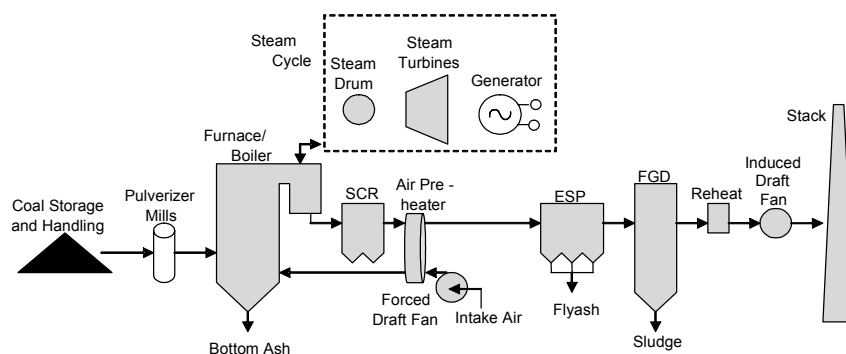 Steam
Cycle
Steam
Drum
Steam
Turbines
Generator
Stack
Furnace/
Boiler
Coal Storage
and Handling
Pulverizer
Mills
SCR
Air Pre -
heater
ESP
FGD
Reheat
Induced
Draft
Fan
Forced
Draft Fan
Intake Air
Flyash
Bottom Ash
Sludge